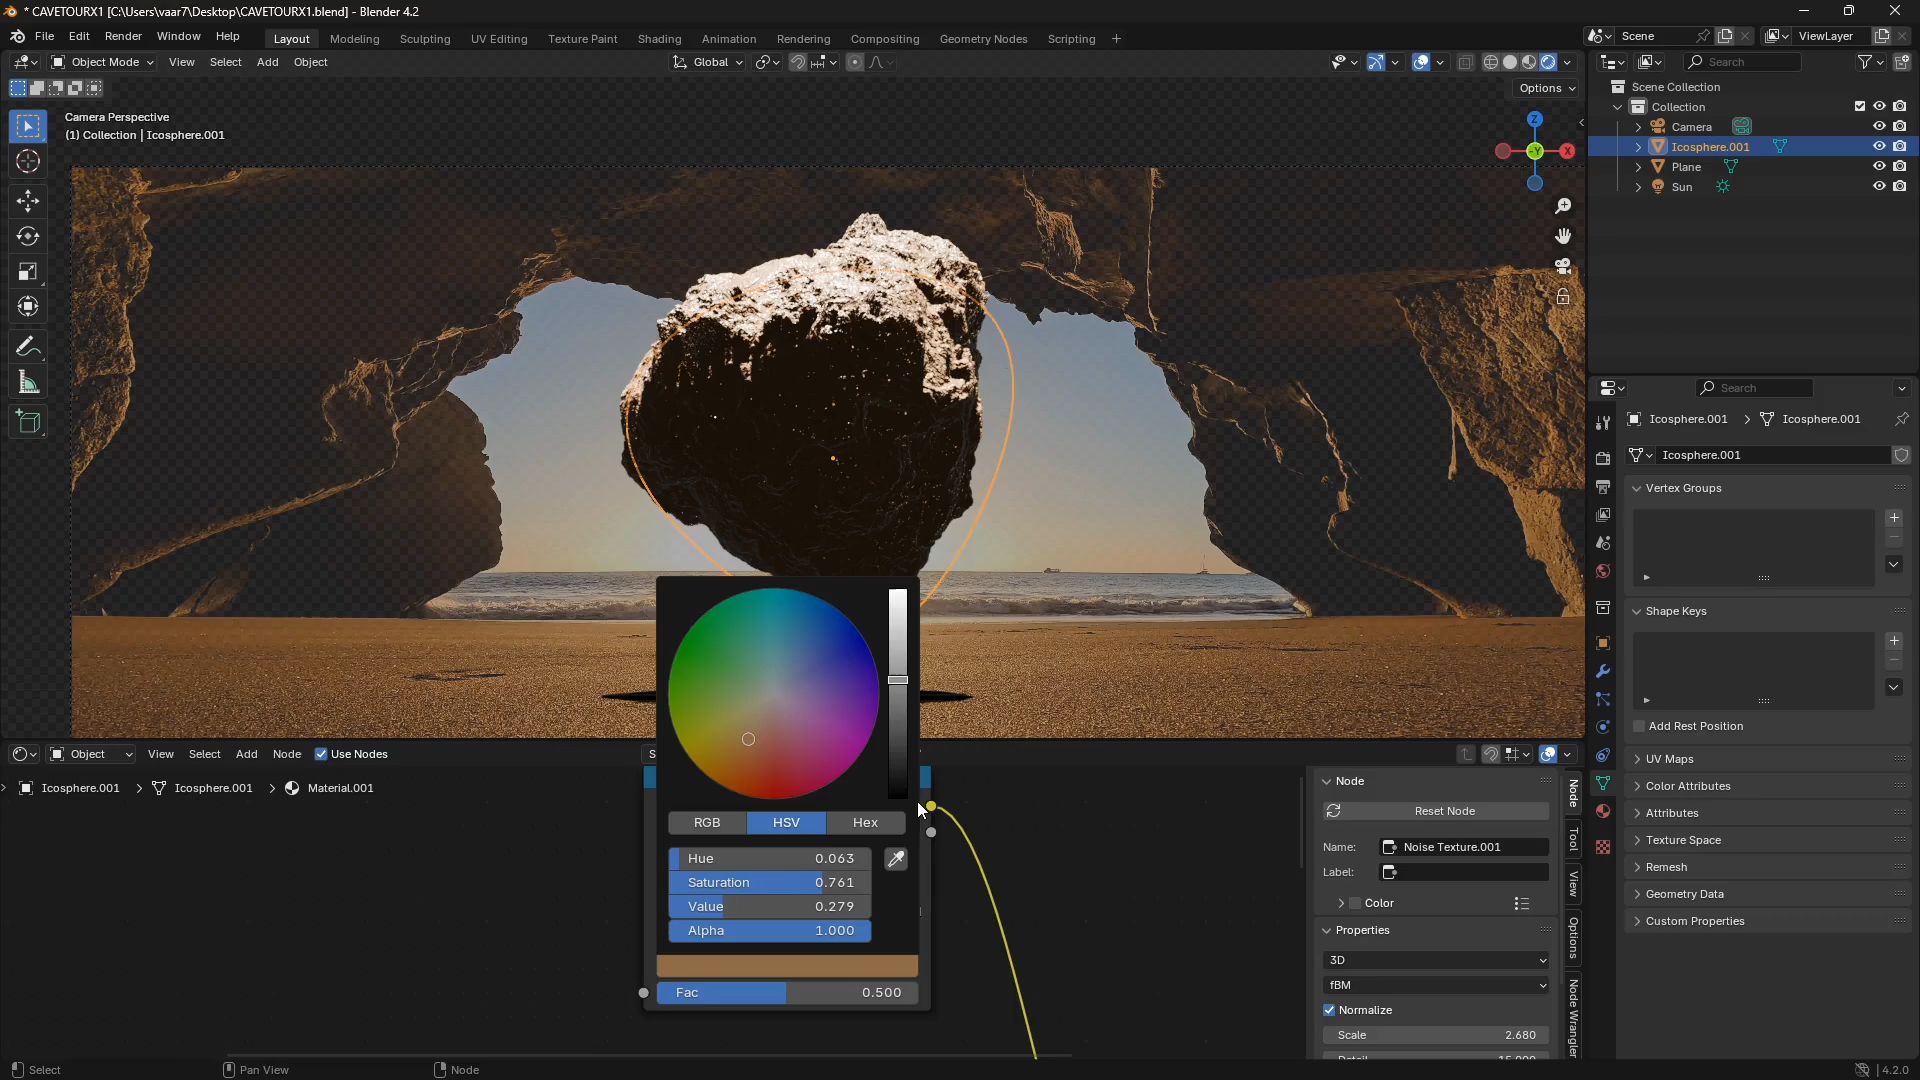 * CAVETOURX1 [C:\Users\vaar7\Desktop\CAVETOURX1.blend] - Blender 4.2
File Edit Render Window Help Layout Modeling Sculpting UV Editing Texture Paint Shading Animation Rendering Compositing Geometry Nodes Scripting + Scene ViewLayer
Object Mode View Select Add Object Global Search
Options
Camera Perspective
(1) Collection | Icosphere.001
Z
-Y X
Scene Collection
Collection
Camera
Icosphere.001
Plane
Sun
Search
Icosphere.001 > Icosphere.001
Icosphere.001
Vertex Groups
Shape Keys
Add Rest Position
UV Maps
Color Attributes
Attributes
Texture Space
Remesh
Geometry Data
Custom Properties
Object View Select Add Node Use Nodes
Icosphere.001 > Icosphere.001 > Material.001
RGB HSV Hex
Hue 0.063
Saturation 0.761
Value 0.279
Alpha 1.000
Fac 0.500
Node
Reset Node
Name: Noise Texture.001
Label:
Color
Properties
3D
fBM
Normalize
Scale 2.680
Detail 15.000
Node
Tool
View
Options
Node Wrangler
Select Pan View Node 4.2.0